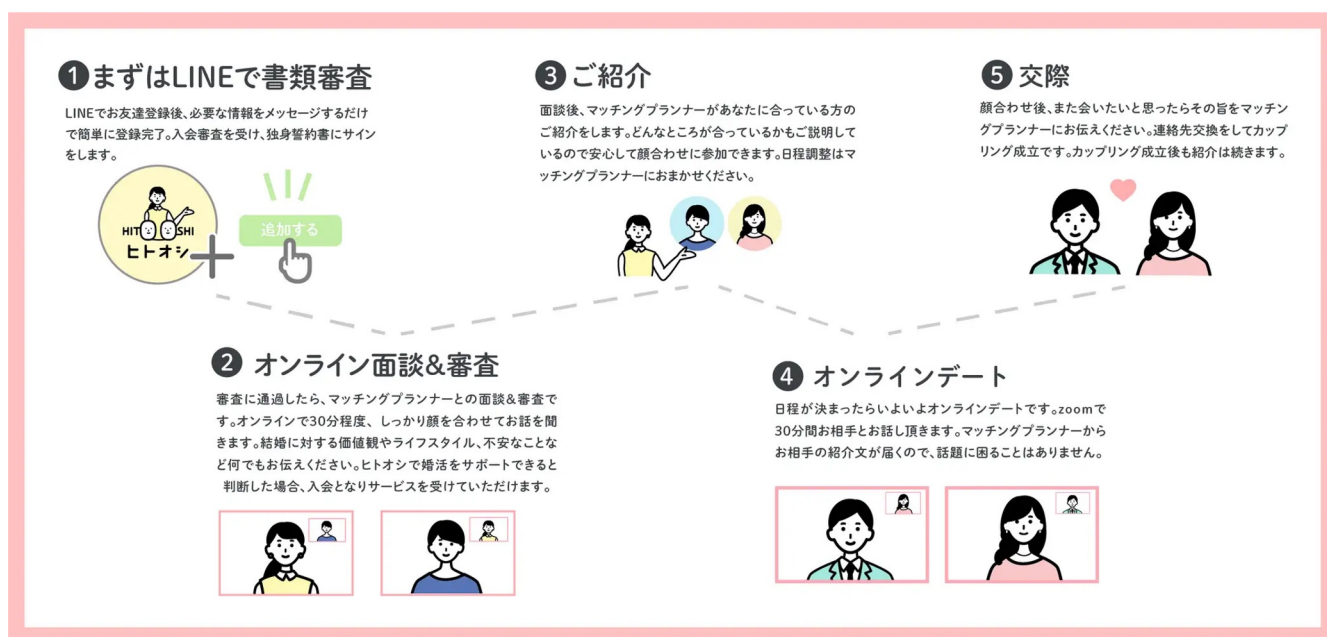 ❶まずはLINEで書類審査
LINEでお友達登録後、必要な情報をメッセージするだけ
で簡単に登録完了。入会審査を受け、独身誓約書にサイン
をします。
HITOOSHI
ヒトオシ
追加する
❷ オンライン面談&審査
審査に通過したら、マッチングプランナーとの面談&審査で
す。オンラインで30分程度、しっかり顔を合わせてお話を聞
きます。結婚に対する価値観やライフスタイル、不安なことな
ど何でもお伝えください。ヒトオシで婚活をサポートできると
判断した場合、入会となりサービスを受けていただけます。
❸ご紹介
面談後、マッチングプランナーがあなたに合っている方の
ご紹介をします。どんなところが合っているかもご説明して
いるので安心して顔合わせに参加できます。日程調整はマ
ッチングプランナーにおまかせください。
❹ オンラインデート
日程が決まったらいよいよオンラインデートです。zoomで
30分間お相手とお話し頂きます。マッチングプランナーから
お相手の紹介文が届くので、話題に困ることはありません。
❺ 交際
顔合わせ後、また会いたいと思ったらその旨をマッチン
グプランナーにお伝えください。連絡先交換をしてカップ
リング成立です。カップリング成立後も紹介は続きます。